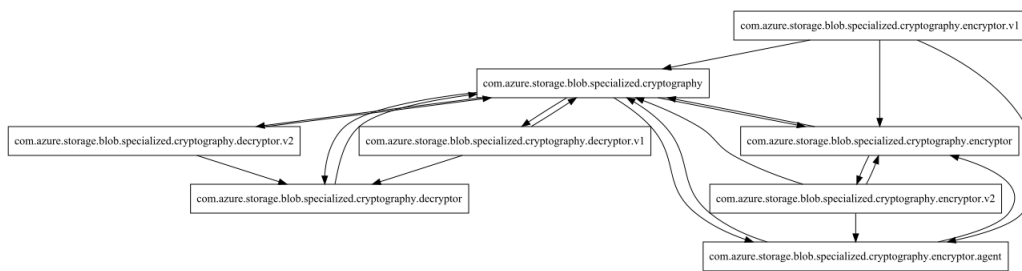 com.azure.storage.blob.specialized.cryptography.encryptor.v1
com.azure.storage.blob.specialized.cryptography
com.azure.storage.blob.specialized.cryptography.decryptor.v2
com.azure.storage.blob.specialized.cryptography.decryptor.v1
com.azure.storage.blob.specialized.cryptography.encryptor
com.azure.storage.blob.specialized.cryptography.decryptor
com.azure.storage.blob.specialized.cryptography.encryptor.v2
com.azure.storage.blob.specialized.cryptography.encryptor.agent